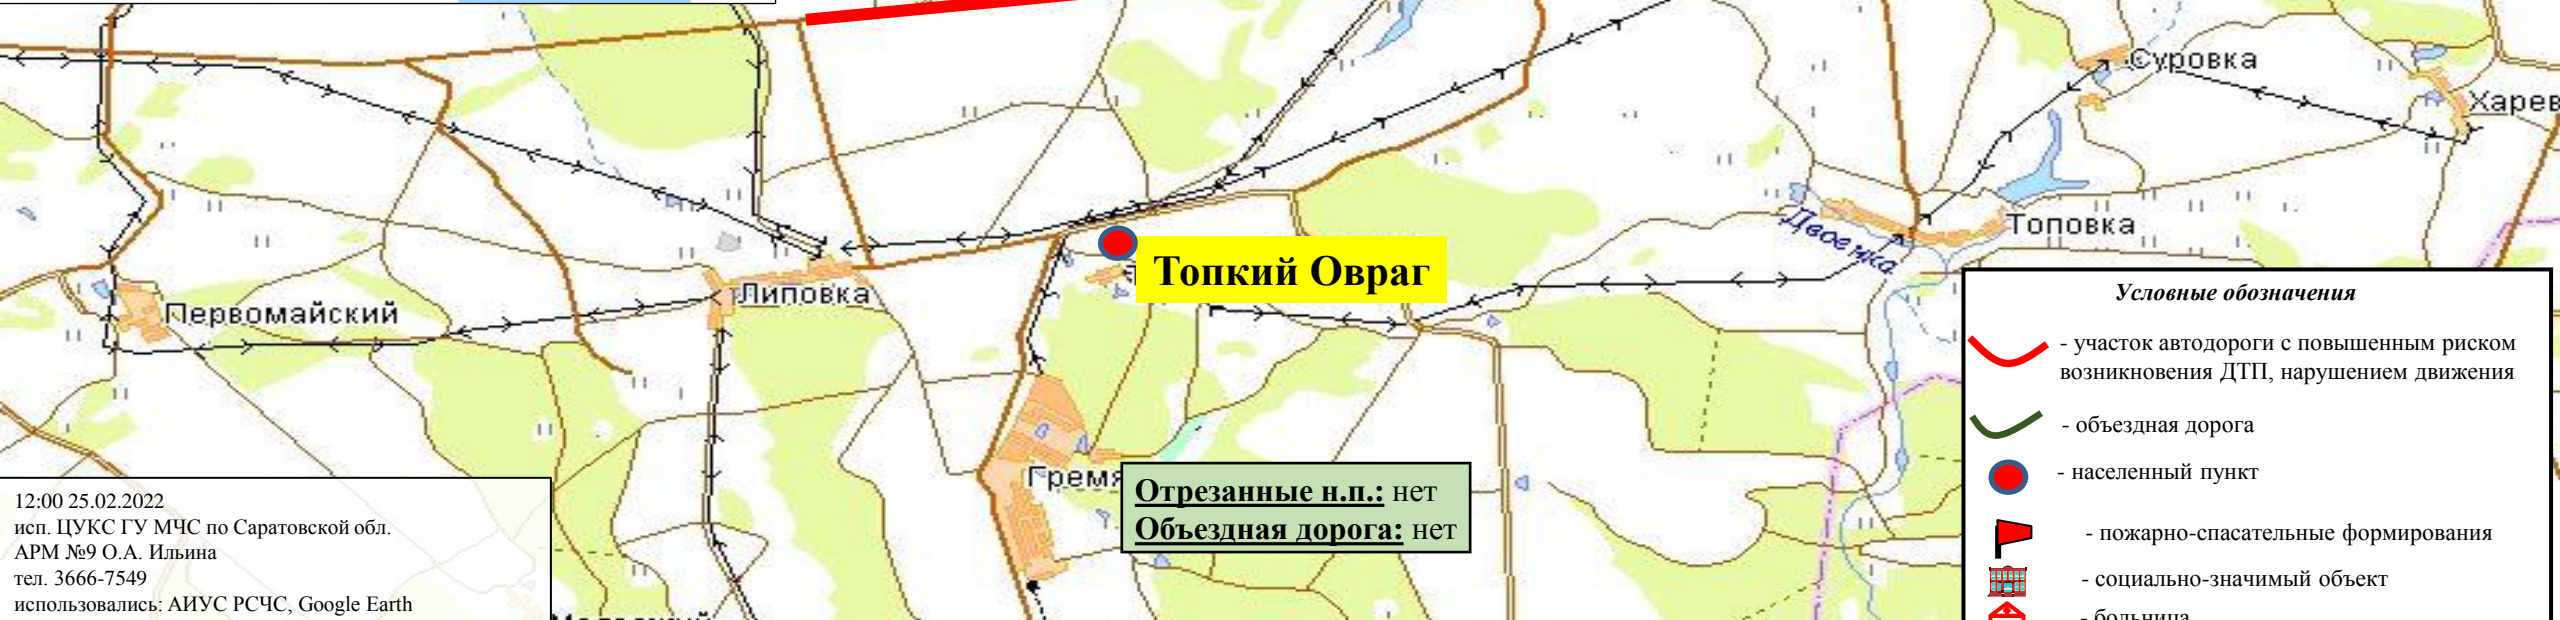 Суровка
Харев
Двоенка
Топовка
Топкий Овраг
Липовка
Первомайский
Гремя
Отрезанные н.п.: нет
Объездная дорога: нет
12:00 25.02.2022
исп. ЦУКС ГУ МЧС по Саратовской обл.
АРМ №9 О.А. Ильина
тел. 3666-7549
использовались: АИУС РСЧС, Google Earth
Условные обозначения
- участок автодороги с повышенным риском
возникновения ДТП, нарушением движения
- объездная дорога
- населенный пункт
- пожарно-спасательные формирования
- социально-значимый объект
- больница